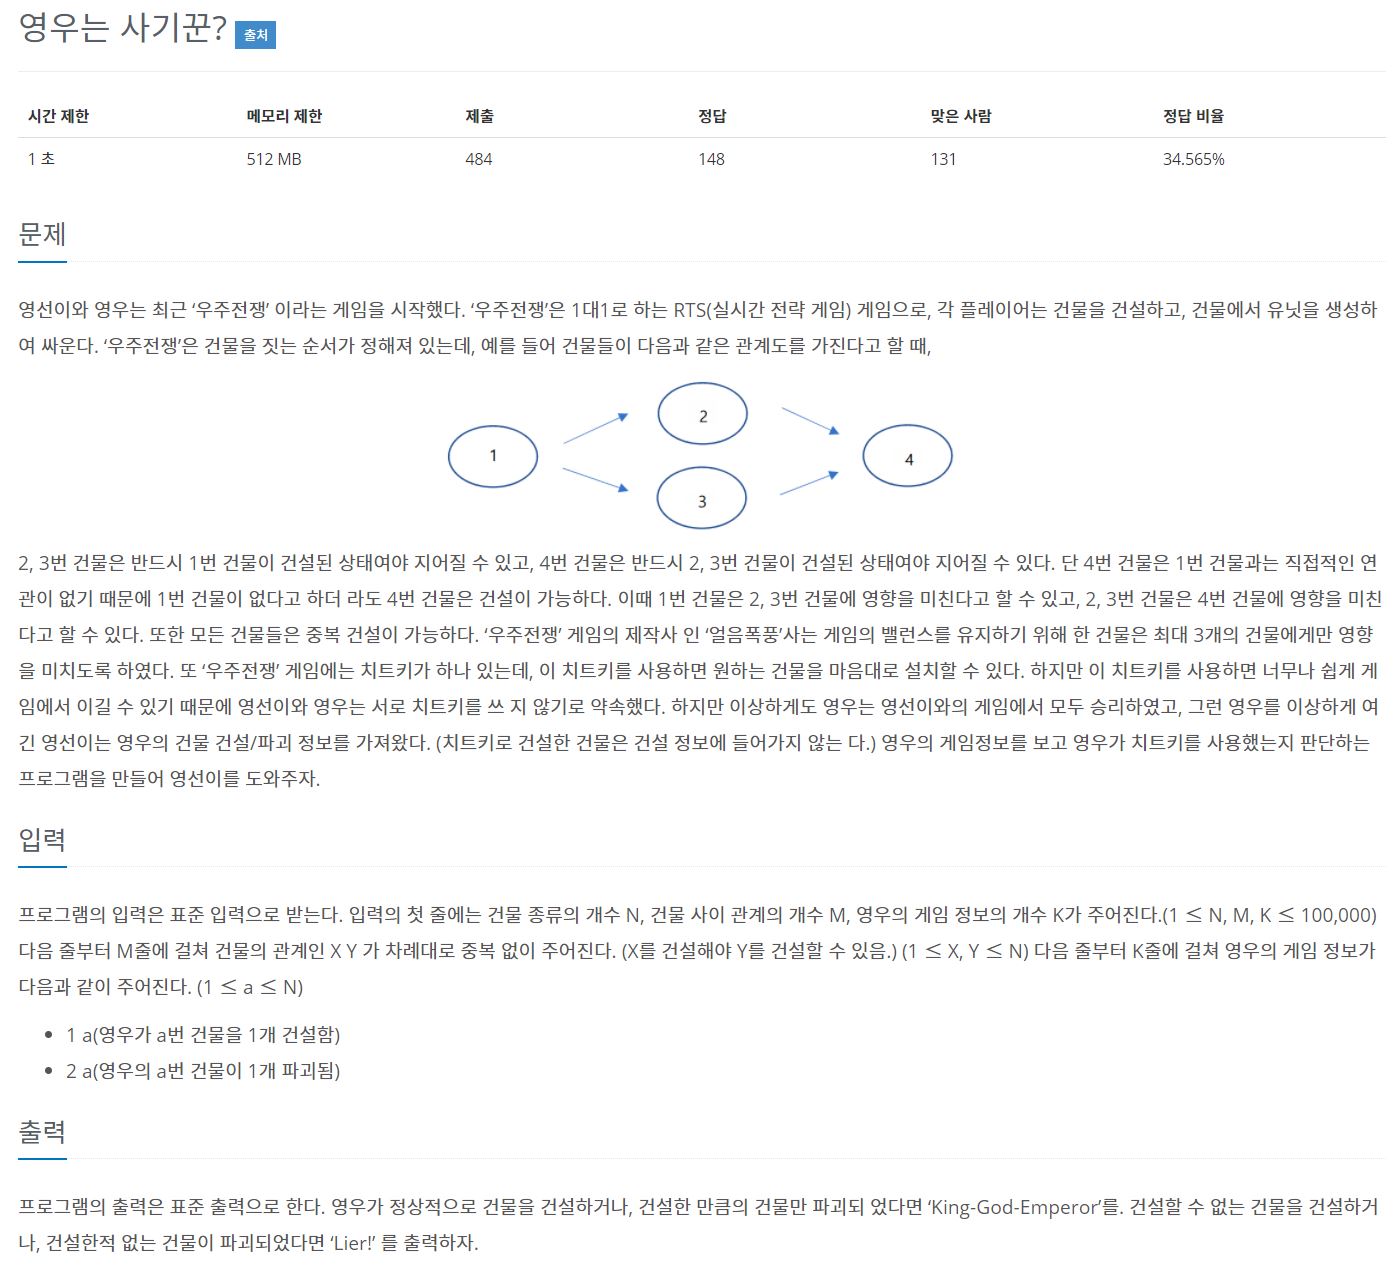 영우는 사기꾼? 출처
시간 제한 메모리 제한 제출 정답 맞은 사람 정답 비율
1 초 512 MB 484 148 131 34.565%
문제
영선이와 영우는 최근 ‘우주전쟁’ 이라는 게임을 시작했다. ‘우주전쟁’은 1대1로 하는 RTS(실시간 전략 게임) 게임으로, 각 플레이어는 건물을 건설하고, 건물에서 유닛을 생성하
여 싸운다. ‘우주전쟁’은 건물을 짓는 순서가 정해져 있는데, 예를 들어 건물들이 다음과 같은 관계도를 가진다고 할 때,
2
1
4
3
2, 3번 건물은 반드시 1번 건물이 건설된 상태여야 지어질 수 있고, 4번 건물은 반드시 2, 3번 건물이 건설된 상태여야 지어질 수 있다. 단 4번 건물은 1번 건물과는 직접적인 연
관이 없기 때문에 1번 건물이 없다고 하더 라도 4번 건물은 건설이 가능하다. 이때 1번 건물은 2, 3번 건물에 영향을 미친다고 할 수 있고, 2, 3번 건물은 4번 건물에 영향을 미친
다고 할 수 있다. 또한 모든 건물들은 중복 건설이 가능하다. ‘우주전쟁’ 게임의 제작사 인 ‘얼음폭풍’사는 게임의 밸런스를 유지하기 위해 한 건물은 최대 3개의 건물에게만 영향
을 미치도록 하였다. 또 ‘우주전쟁’ 게임에는 치트키가 하나 있는데, 이 치트키를 사용하면 원하는 건물을 마음대로 설치할 수 있다. 하지만 이 치트키를 사용하면 너무나 쉽게 게
임에서 이길 수 있기 때문에 영선이와 영우는 서로 치트키를 쓰 지 않기로 약속했다. 하지만 이상하게도 영우는 영선이와의 게임에서 모두 승리하였고, 그런 영우를 이상하게 여
긴 영선이는 영우의 건물 건설/파괴 정보를 가져왔다. (치트키로 건설한 건물은 건설 정보에 들어가지 않는 다.) 영우의 게임정보를 보고 영우가 치트키를 사용했는지 판단하는
프로그램을 만들어 영선이를 도와주자.
입력
프로그램의 입력은 표준 입력으로 받는다. 입력의 첫 줄에는 건물 종류의 개수 N, 건물 사이 관계의 개수 M, 영우의 게임 정보의 개수 K가 주어진다.(1 ≤ N, M, K ≤ 100,000)
다음 줄부터 M줄에 걸쳐 건물의 관계인 X Y 가 차례대로 중복 없이 주어진다. (X를 건설해야 Y를 건설할 수 있음.) (1 ≤ X, Y ≤ N) 다음 줄부터 K줄에 걸쳐 영우의 게임 정보가
다음과 같이 주어진다. (1 ≤ a ≤ N)
• 1 a(영우가 a번 건물을 1개 건설함)
• 2 a(영우의 a번 건물이 1개 파괴됨)
출력
프로그램의 출력은 표준 출력으로 한다. 영우가 정상적으로 건물을 건설하거나, 건설한 만큼의 건물만 파괴되 었다면 ‘King-God-Emperor’를. 건설할 수 없는 건물을 건설하거
나, 건설한적 없는 건물이 파괴되었다면 ‘Lier!’ 를 출력하자.